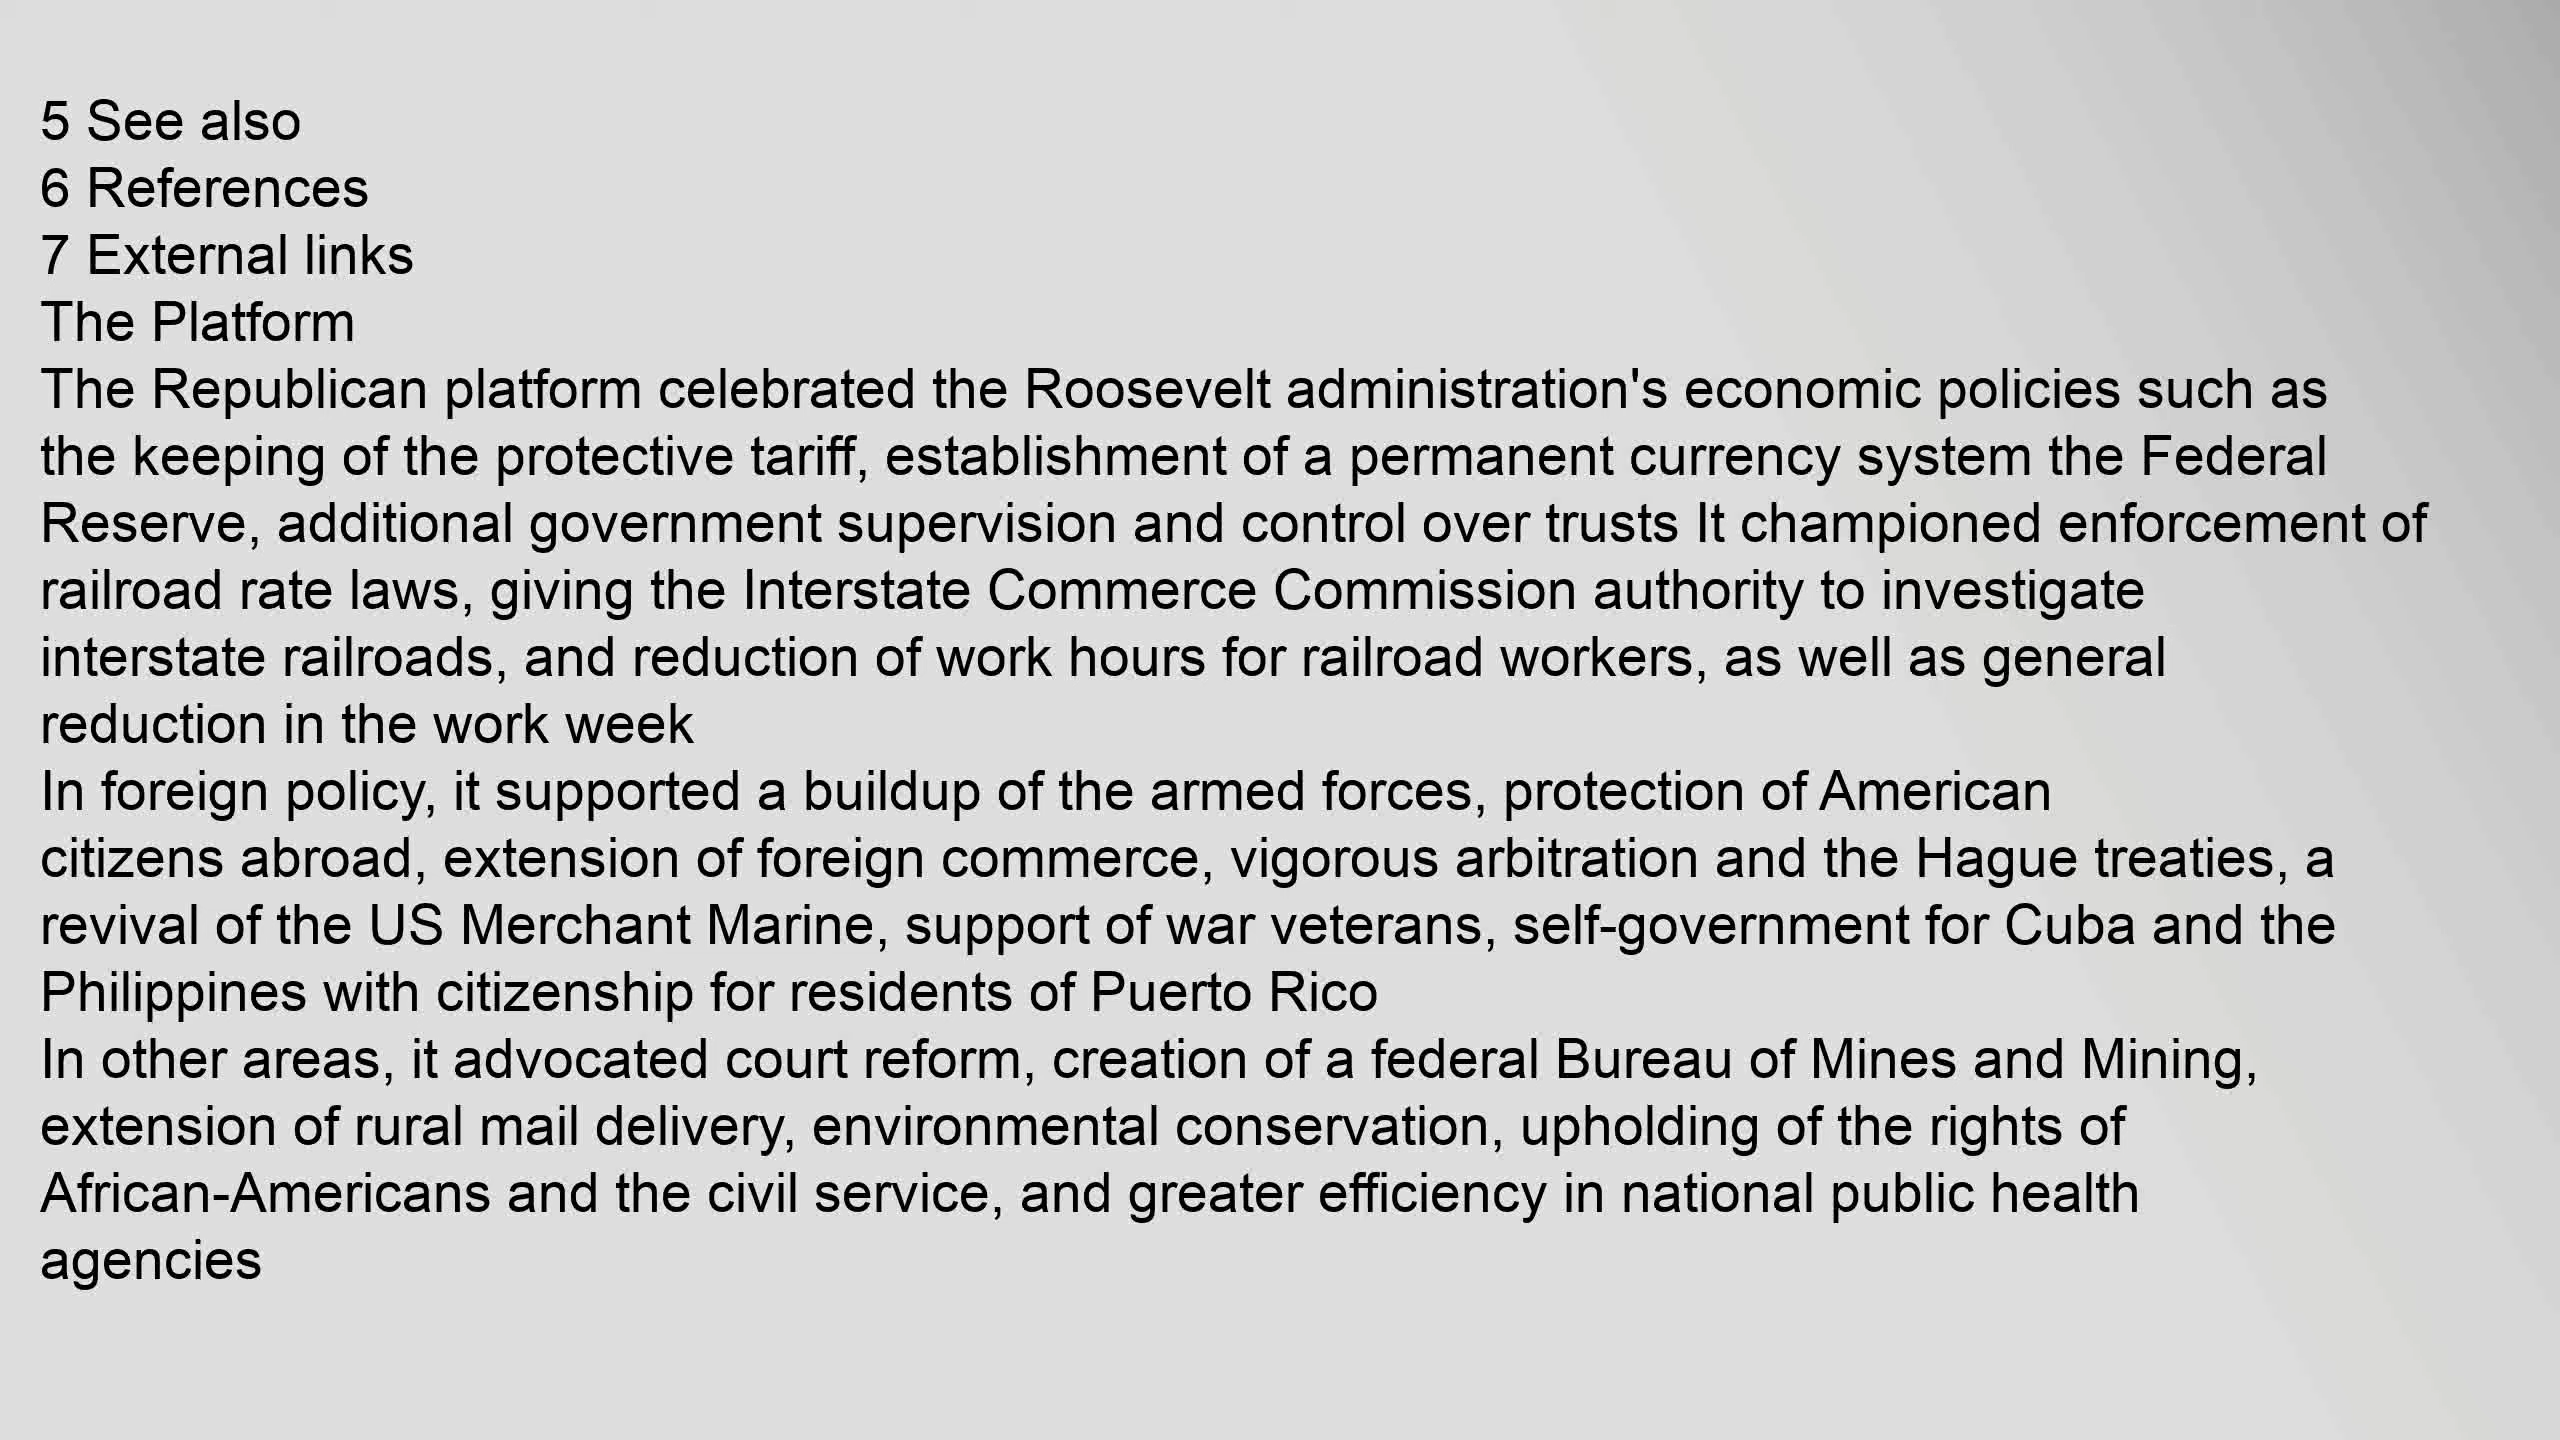 5 See also
6 References
7 External links
The Platform
The Republican platform celebrated the Roosevelt administration's economic policies such as
the keeping of the protective tariff, establishment of a permanent currency system the Federal
Reserve, additional government supervision and control over trusts It championed enforcement of
railroad rate laws, giving the Interstate Commerce Commission authority to investigate
interstate railroads, and reduction of work hours for railroad workers, as well as general
reduction in the work week
In foreign policy, it supported a buildup of the armed forces, protection of American
citizens abroad, extension of foreign commerce, vigorous arbitration and the Hague treaties, a
revival of the US Merchant Marine, support of war veterans, self-government for Cuba and the
Philippines with citizenship for residents of Puerto Rico
In other areas, it advocated court reform, creation of a federal Bureau of Mines and Mining,
extension of rural mail delivery, environmental conservation, upholding of the rights of
African-Americans and the civil service, and greater efficiency in national public health
agencies